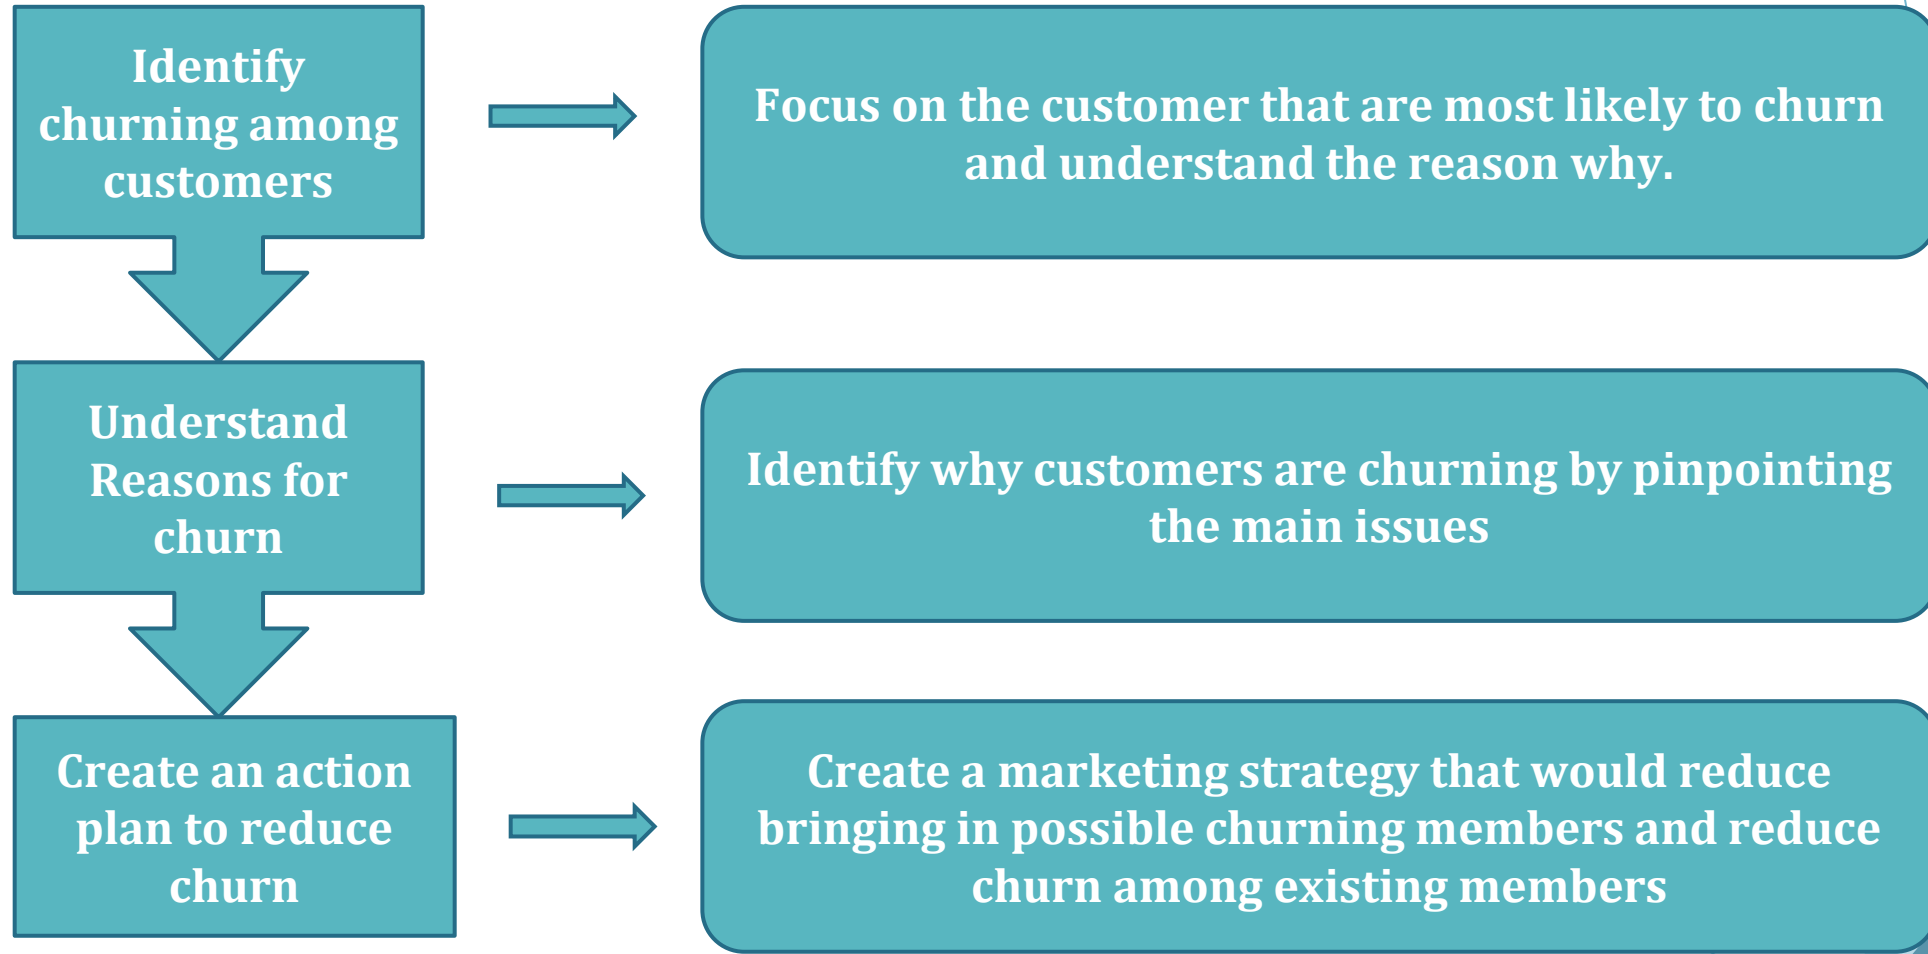 Identify
churning among
customers
Focus on the customer that are most likely to churn
and understand the reason why.
Understand
Reasons for
churn
Identify why customers are churning by pinpointing
the main issues
Create an action
plan to reduce
churn
Create a marketing strategy that would reduce
bringing in possible churning members and reduce
churn among existing members